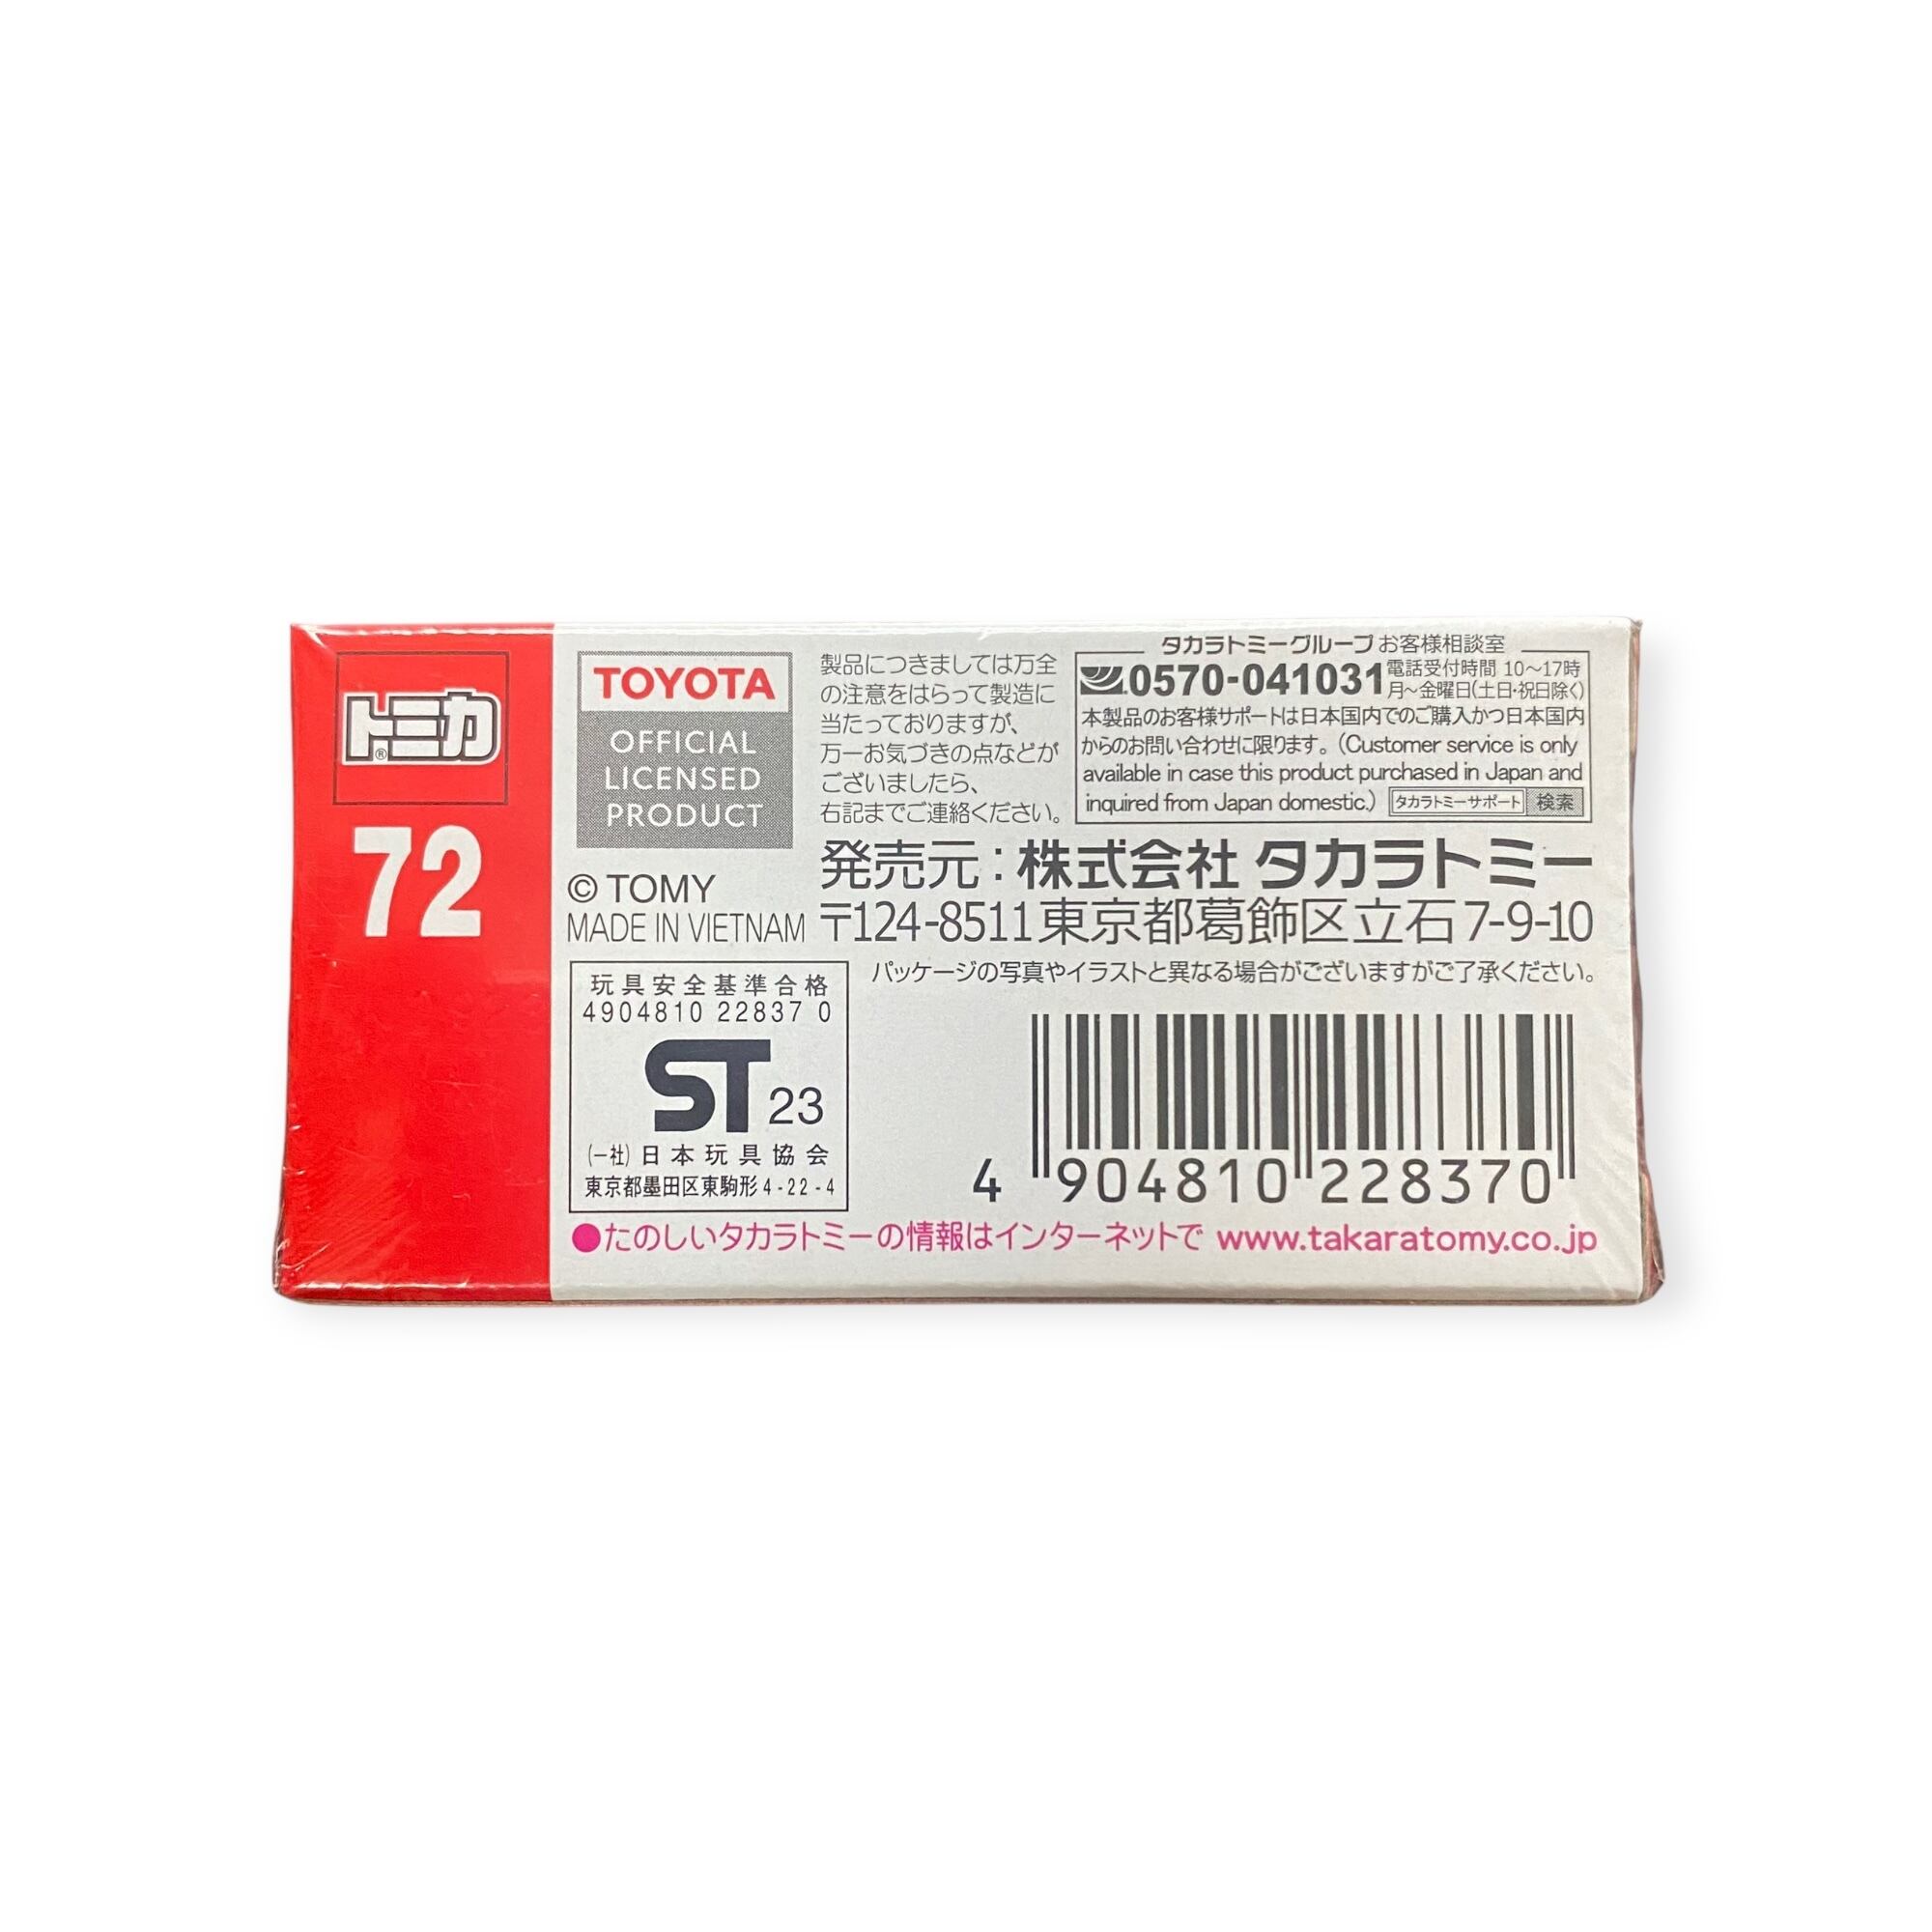 トミカ®
72
TOYOTA
OFFICIAL
LICENSED
PRODUCT
© TOMY
MADE IN VIETNAM
製品につきましては万全
の注意をはらって製造に
当たっておりますが、
万一お気づきの点などが
ございましたら、
右記までご連絡ください。
タカラトミーグループ お客様相談室
0570-041031
電話受付時間 10〜17時
月〜金曜日(土日・祝日除く)
本製品のお客様サポートは日本国内でのご購入かつ日本国内
からのお問い合わせに限ります。(Customer service is only
available in case this product purchased in Japan and
inquired from Japan domestic.) タカラトミーサポート 検索
発売元:株式会社 タカラトミー
〒124-8511 東京都葛飾区立石 7-9-10
パッケージの写真やイラストと異なる場合がございますがご了承ください。
玩具安全基準合格
4904810 22837 0
ST 23
(一社) 日本玩具協会
東京都墨田区東駒形 4-22-4
4 904810 228370
●たのしいタカラトミーの情報はインターネットで www.takaratomy.co.jp